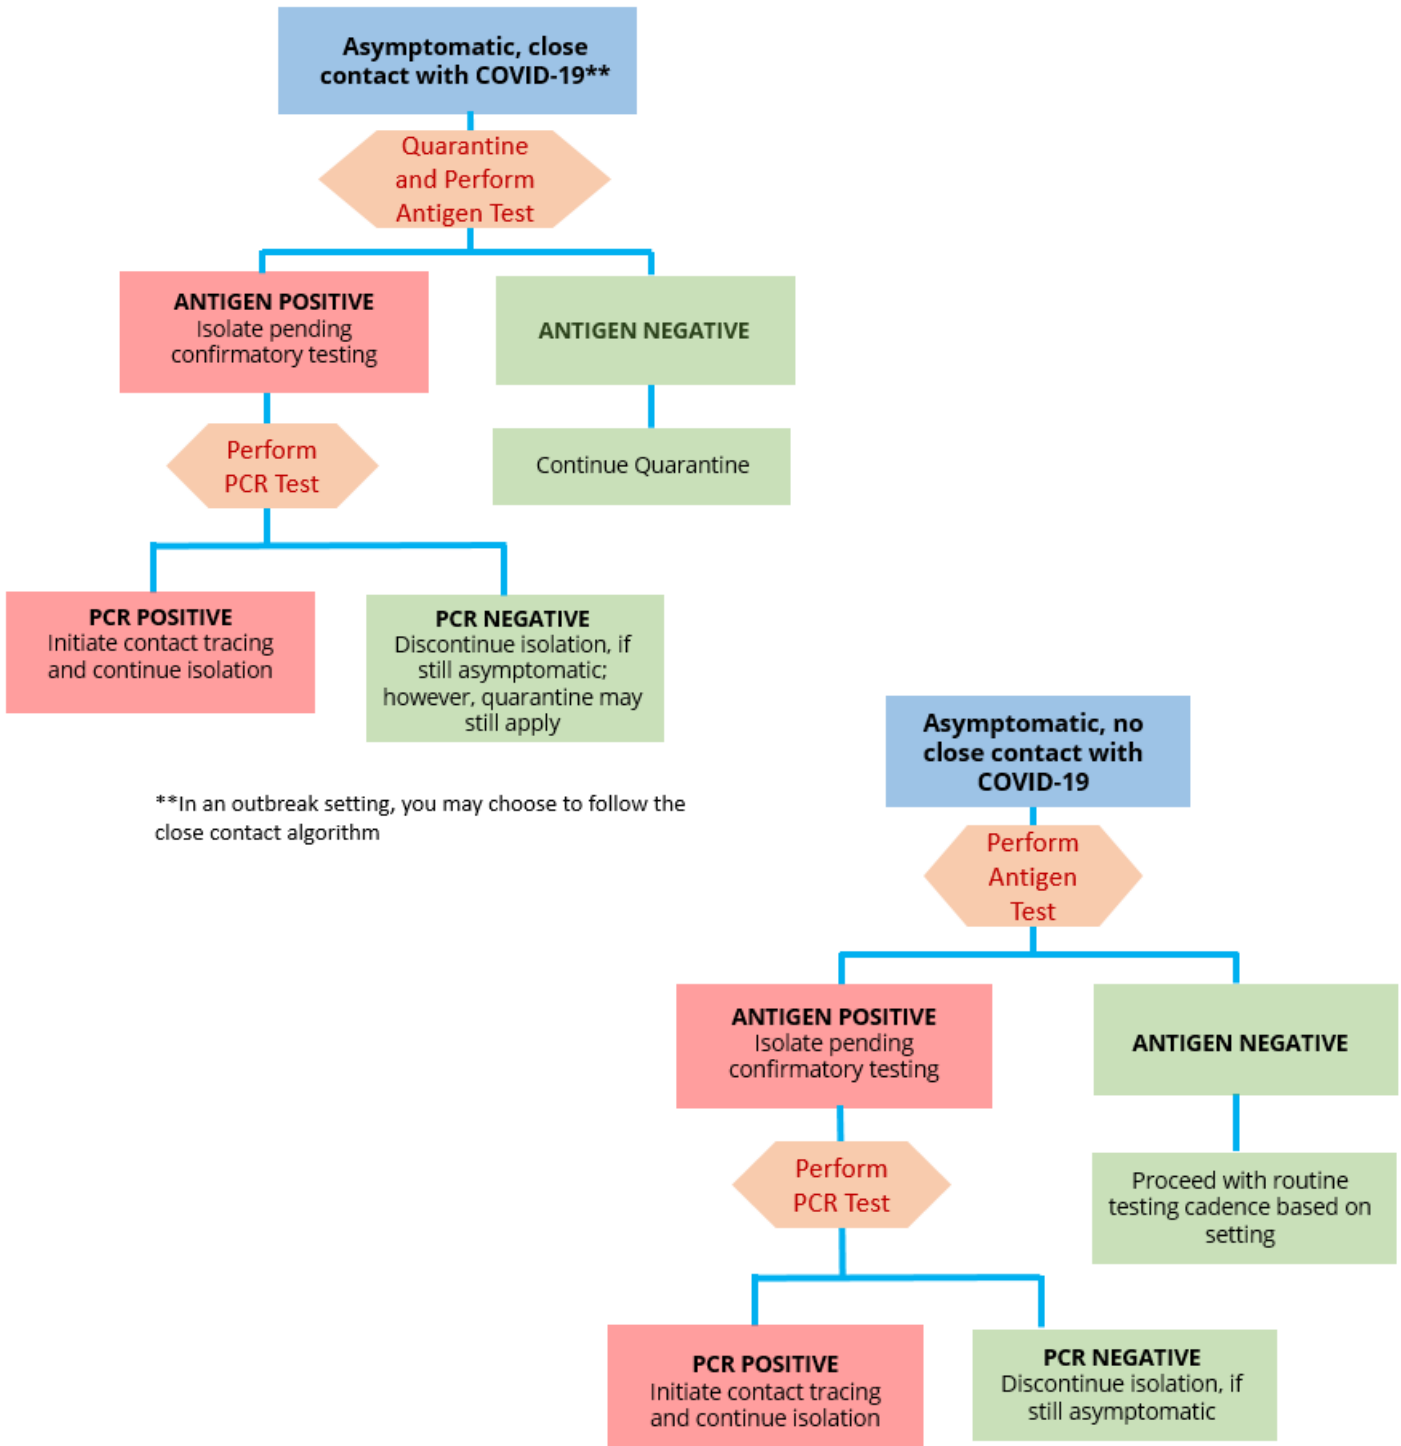 Asymptomatic, close
contact with COVID-19**
Quarantine
and Perform
Antigen Test
ANTIGEN POSITIVE
Isolate pending
confirmatory testing
ANTIGEN NEGATIVE
Perform
PCR Test
Continue Quarantine
PCR POSITIVE
Initiate contact tracing
and continue isolation
PCR NEGATIVE
Discontinue isolation, if
still asymptomatic;
however, quarantine may
still apply
**In an outbreak setting, you may choose to follow the
close contact algorithm
Asymptomatic, no
close contact with
COVID-19
Perform
Antigen
Test
ANTIGEN POSITIVE
Isolate pending
confirmatory testing
ANTIGEN NEGATIVE
Perform
PCR Test
Proceed with routine
testing cadence based on
setting
PCR POSITIVE
Initiate contact tracing
and continue isolation
PCR NEGATIVE
Discontinue isolation, if
still asymptomatic